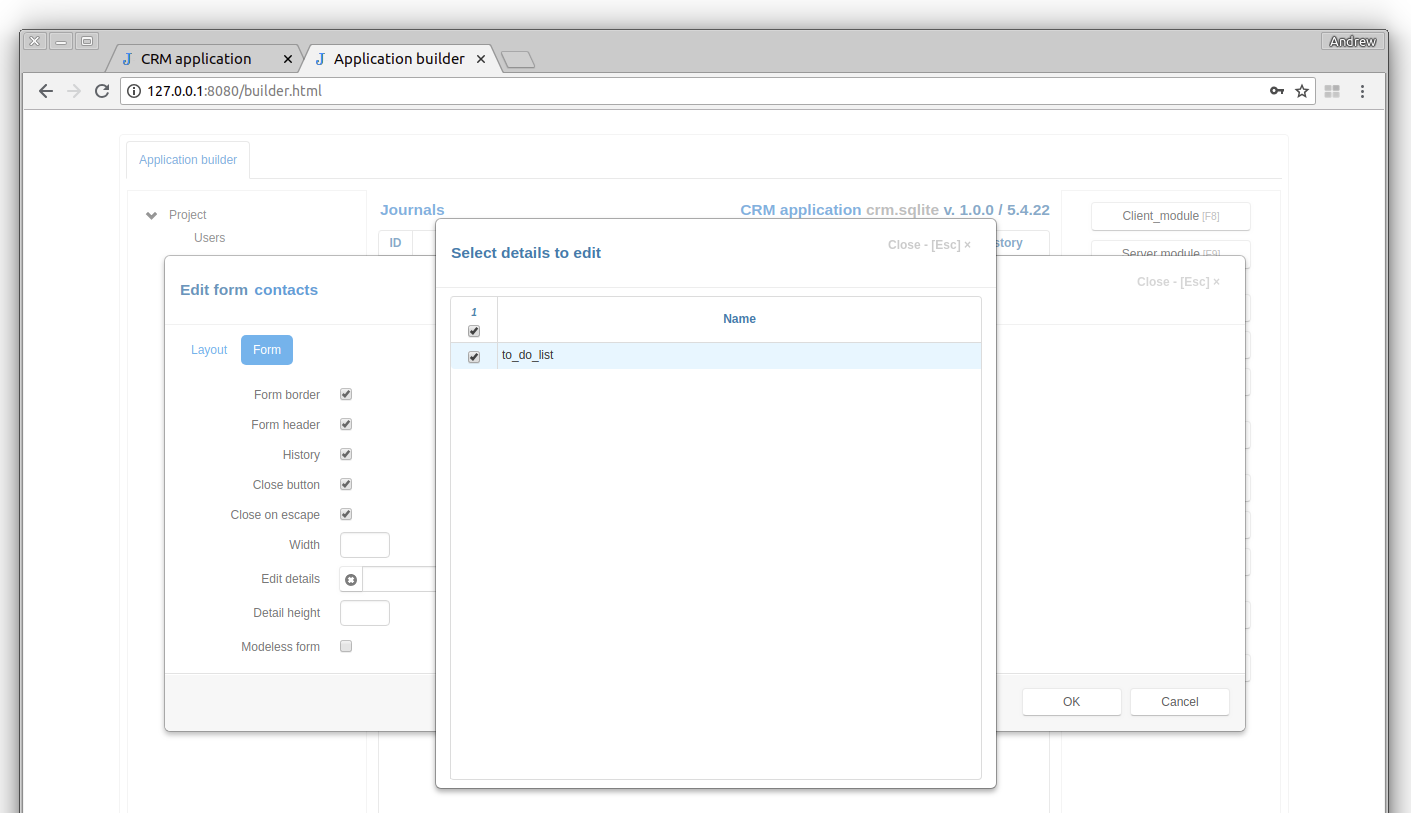 Andrew
CRM application
Application builder
127.0.0.1:8080/builder.html
Application builder
Project
Users
Journals
CRM application crm.sqlite v. 1.0.0 / 5.4.22
ID
story
Client_module [F8]
Server module [F9]
Edit form contacts
Close - [Esc] ×
Layout
Form
Form border
Form header
History
Close button
Close on escape
Width
Edit details
Detail height
Modeless form
OK
Cancel
Select details to edit
Close - [Esc] ×
1
Name
to_do_list